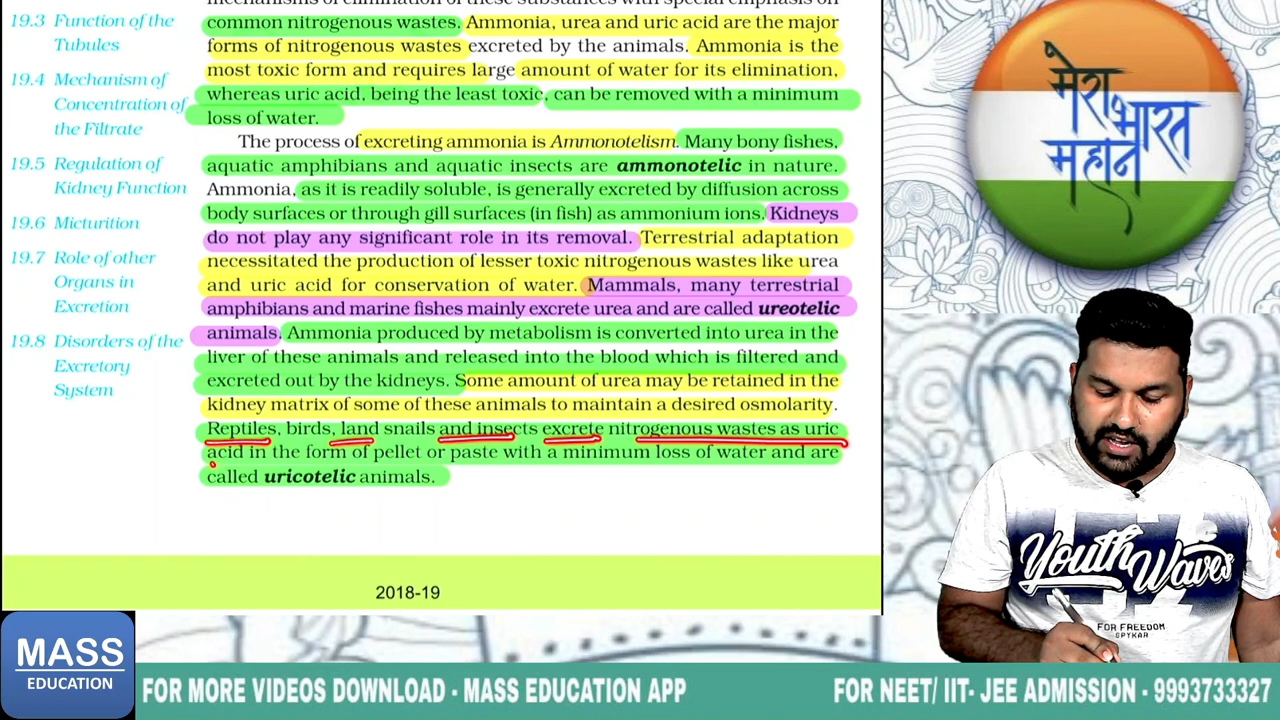 19.3 Function of the
Tubules
19.4 Mechanism of
Concentration of
the Filtrate
19.5 Regulation of
Kidney Function
19.6 Micturition
19.7 Role of other
Organs in
Excretion
19.8 Disorders of the
Excretory
System
mechanisms of elimination of these substances with special emphasis on
common nitrogenous wastes. Ammonia, urea and uric acid are the major
forms of nitrogenous wastes excreted by the animals. Ammonia is the
most toxic form and requires large amount of water for its elimination,
whereas uric acid, being the least toxic, can be removed with a minimum
loss of water.
The process of excreting ammonia is Ammonotelism. Many bony fishes,
aquatic amphibians and aquatic insects are ammonotelic in nature.
Ammonia, as it is readily soluble, is generally excreted by diffusion across
body surfaces or through gill surfaces (in fish) as ammonium ions. Kidneys
do not play any significant role in its removal. Terrestrial adaptation
necessitated the production of lesser toxic nitrogenous wastes like urea
and uric acid for conservation of water. Mammals, many terrestrial
amphibians and marine fishes mainly excrete urea and are called ureotelic
animals. Ammonia produced by metabolism is converted into urea in the
liver of these animals and released into the blood which is filtered and
excreted out by the kidneys. Some amount of urea may be retained in the
kidney matrix of some of these animals to maintain a desired osmolarity.
Reptiles, birds, land snails and insects excrete nitrogenous wastes as uric
acid in the form of pellet or paste with a minimum loss of water and are
called uricotelic animals.
2018-19
मेरा
भारत
महान
Youth
Waves
FOR FREEDOM
SPYKAR
MASS
EDUCATION
FOR MORE VIDEOS DOWNLOAD - MASS EDUCATION APP
FOR NEET/ IIT- JEE ADMISSION - 9993733327